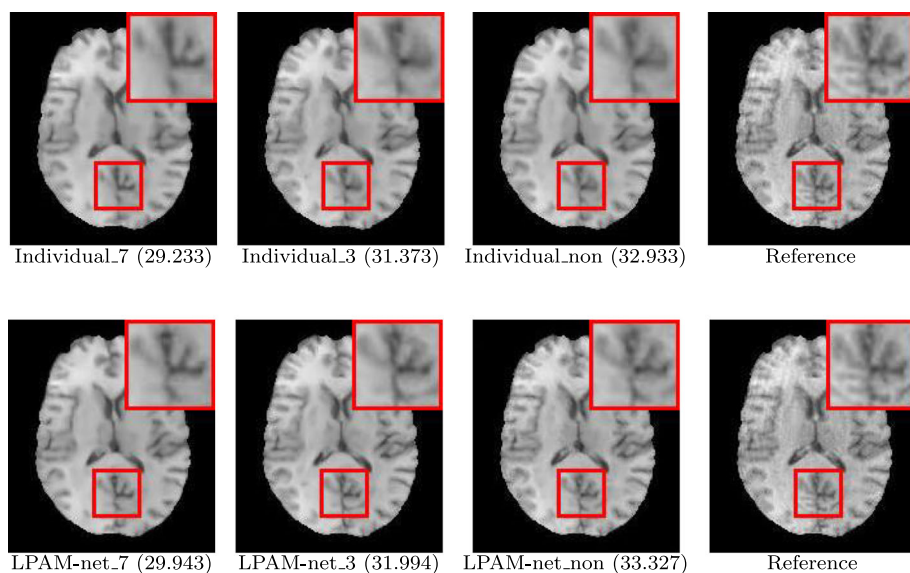 Individual_7 (29.233) Individual_3 (31.373) Individual_non (32.933) Reference
LPAM-net_7 (29.943) LPAM-net_3 (31.994) LPAM-net_non (33.327) Reference